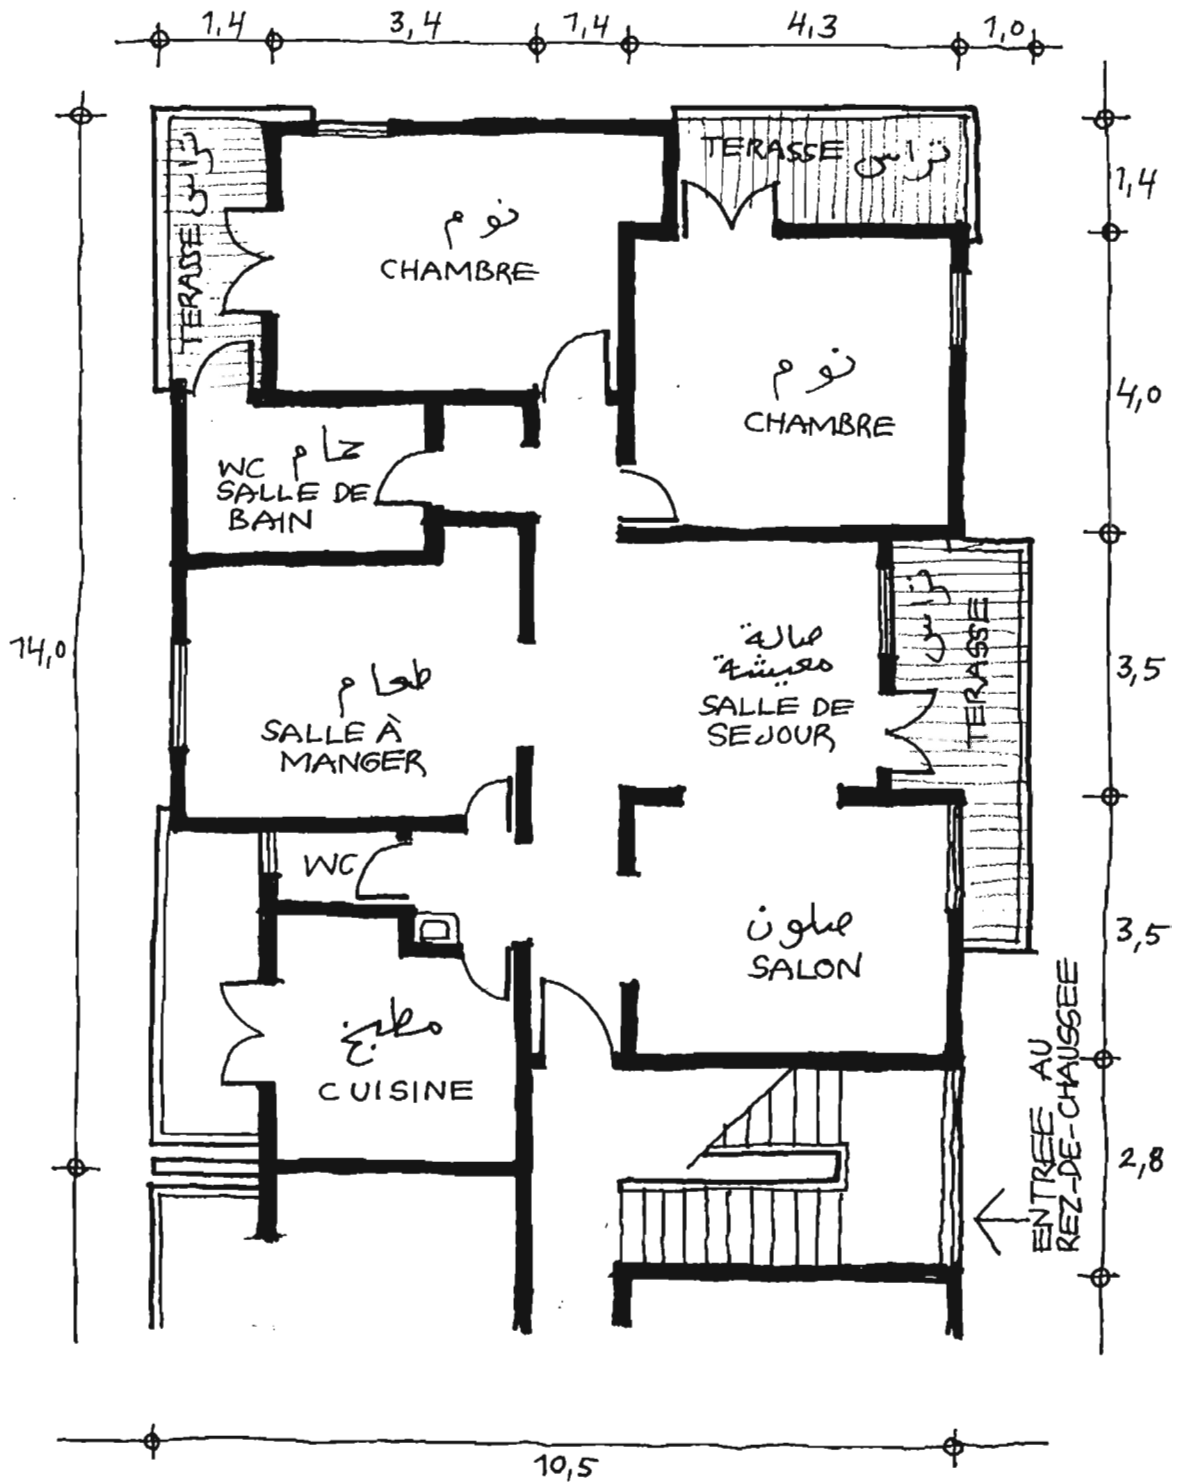 1,4 3,4 1,4 4,3 1,0
TERASSE تراس
TERASSE تراس
1,4
نوم
CHAMBRE
نوم
CHAMBRE
4,0
حمام
WC
SALLE DE
BAIN
14,0
طعام
SALLE À
MANGER
صالة
معيشة
SALLE DE
SEJOUR
تراس
TERASSE
3,5
WC
صالون
SALON
3,5
مطبخ
CUISINE
ENTREE AU
REZ-DE-CHAUSSEE
2,8
10,5